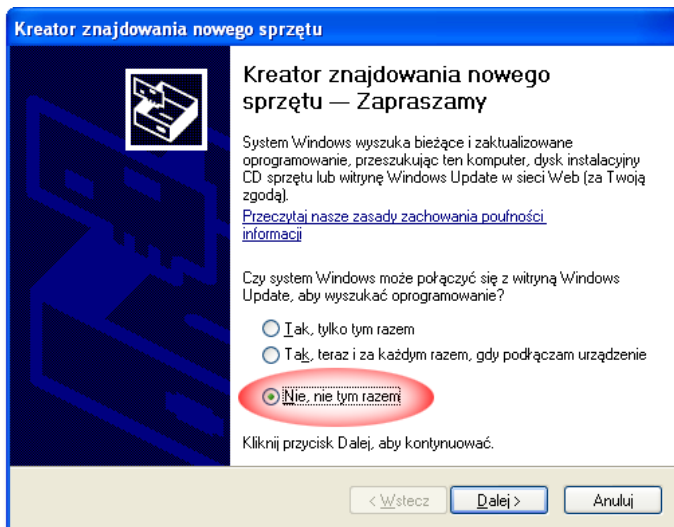 Kreator znajdowania nowego sprzętu
Kreator znajdowania nowego
sprzętu — Zapraszamy
System Windows wyszuka bieżące i zaktualizowane
oprogramowanie, przeszukując ten komputer, dysk instalacyjny
CD sprzętu lub witrynę Windows Update w sieci Web (za Twoją
zgodą).
Przeczytaj nasze zasady zachowania poufności
informacji
Czy system Windows może połączyć się z witryną Windows
Update, aby wyszukać oprogramowanie?
Tak, tylko tym razem
Tak, teraz i za każdym razem, gdy podłączam urządzenie
Nie, nie tym razem
Kliknij przycisk Dalej, aby kontynuować.
< Wstecz
Dalej >
Anuluj